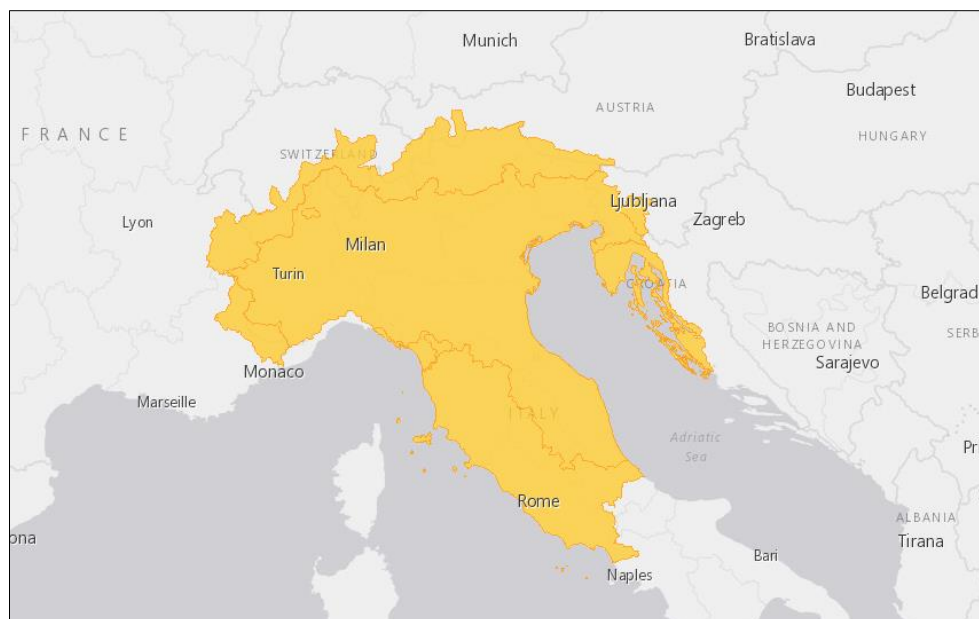 Munich
Bratislava
Budapest
AUSTRIA
FRANCE
HUNGARY
SWITZERLAND
Ljubljana
Lyon
Zagreb
Milan
Turin
CROATIA
Belgrad
BOSNIA AND
HERZEGOVINA
SERB
Sarajevo
Monaco
Marseille
ITALY
Adriatic
Sea
Pr
Rome
ALBANIA
ona
Tirana
Bari
Naples